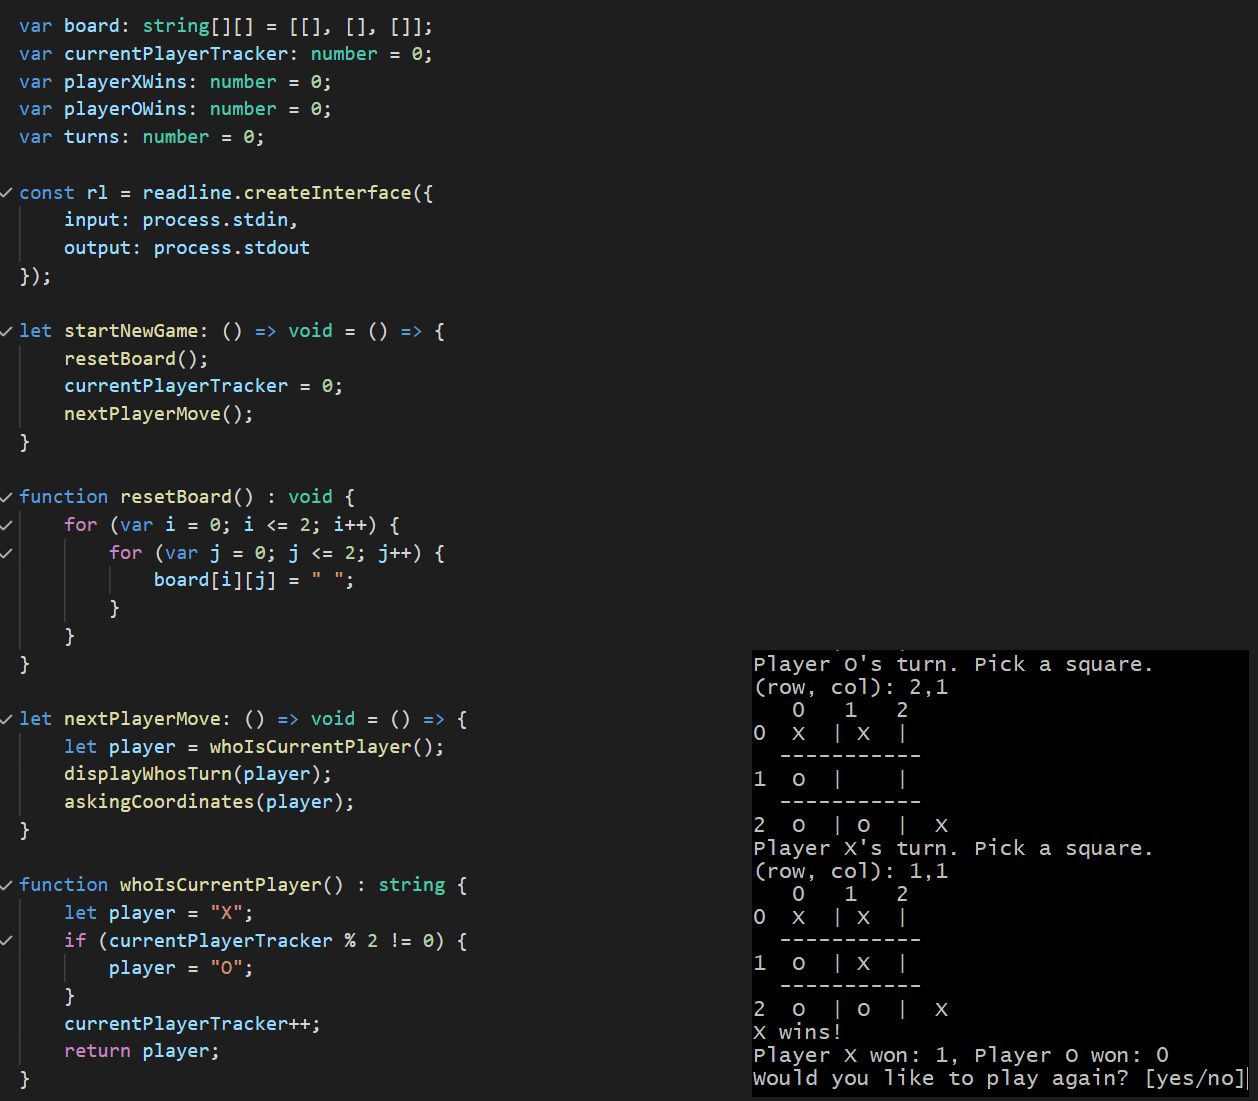 var board: string[][] = [[], [], []];
var currentPlayerTracker: number = 0;
var playerXWins: number = 0;
var playerOWins: number = 0;
var turns: number = 0;

const rl = readline.createInterface({
    input: process.stdin,
    output: process.stdout
});

let startNewGame: () => void = () => {
    resetBoard();
    currentPlayerTracker = 0;
    nextPlayerMove();
}

function resetBoard() : void {
    for (var i = 0; i <= 2; i++) {
        for (var j = 0; j <= 2; j++) {
            board[i][j] = " ";
        }
    }
}

let nextPlayerMove: () => void = () => {
    let player = whoIsCurrentPlayer();
    displayWhosTurn(player);
    askingCoordinates(player);
}

function whoIsCurrentPlayer() : string {
    let player = "X";
    if (currentPlayerTracker % 2 != 0) {
        player = "O";
    }
    currentPlayerTracker++;
    return player;
}

Player O's turn. Pick a square.
(row, col): 2,1
   0   1   2
0  X  | X  |
  -----------
1  O  |    |
  -----------
2  O  | O  |  X
Player X's turn. Pick a square.
(row, col): 1,1
   0   1   2
0  X  | X  |
  -----------
1  O  | X  |
  -----------
2  O  | O  |  X
X wins!
Player X won: 1, Player O won: 0
Would you like to play again? [yes/no]